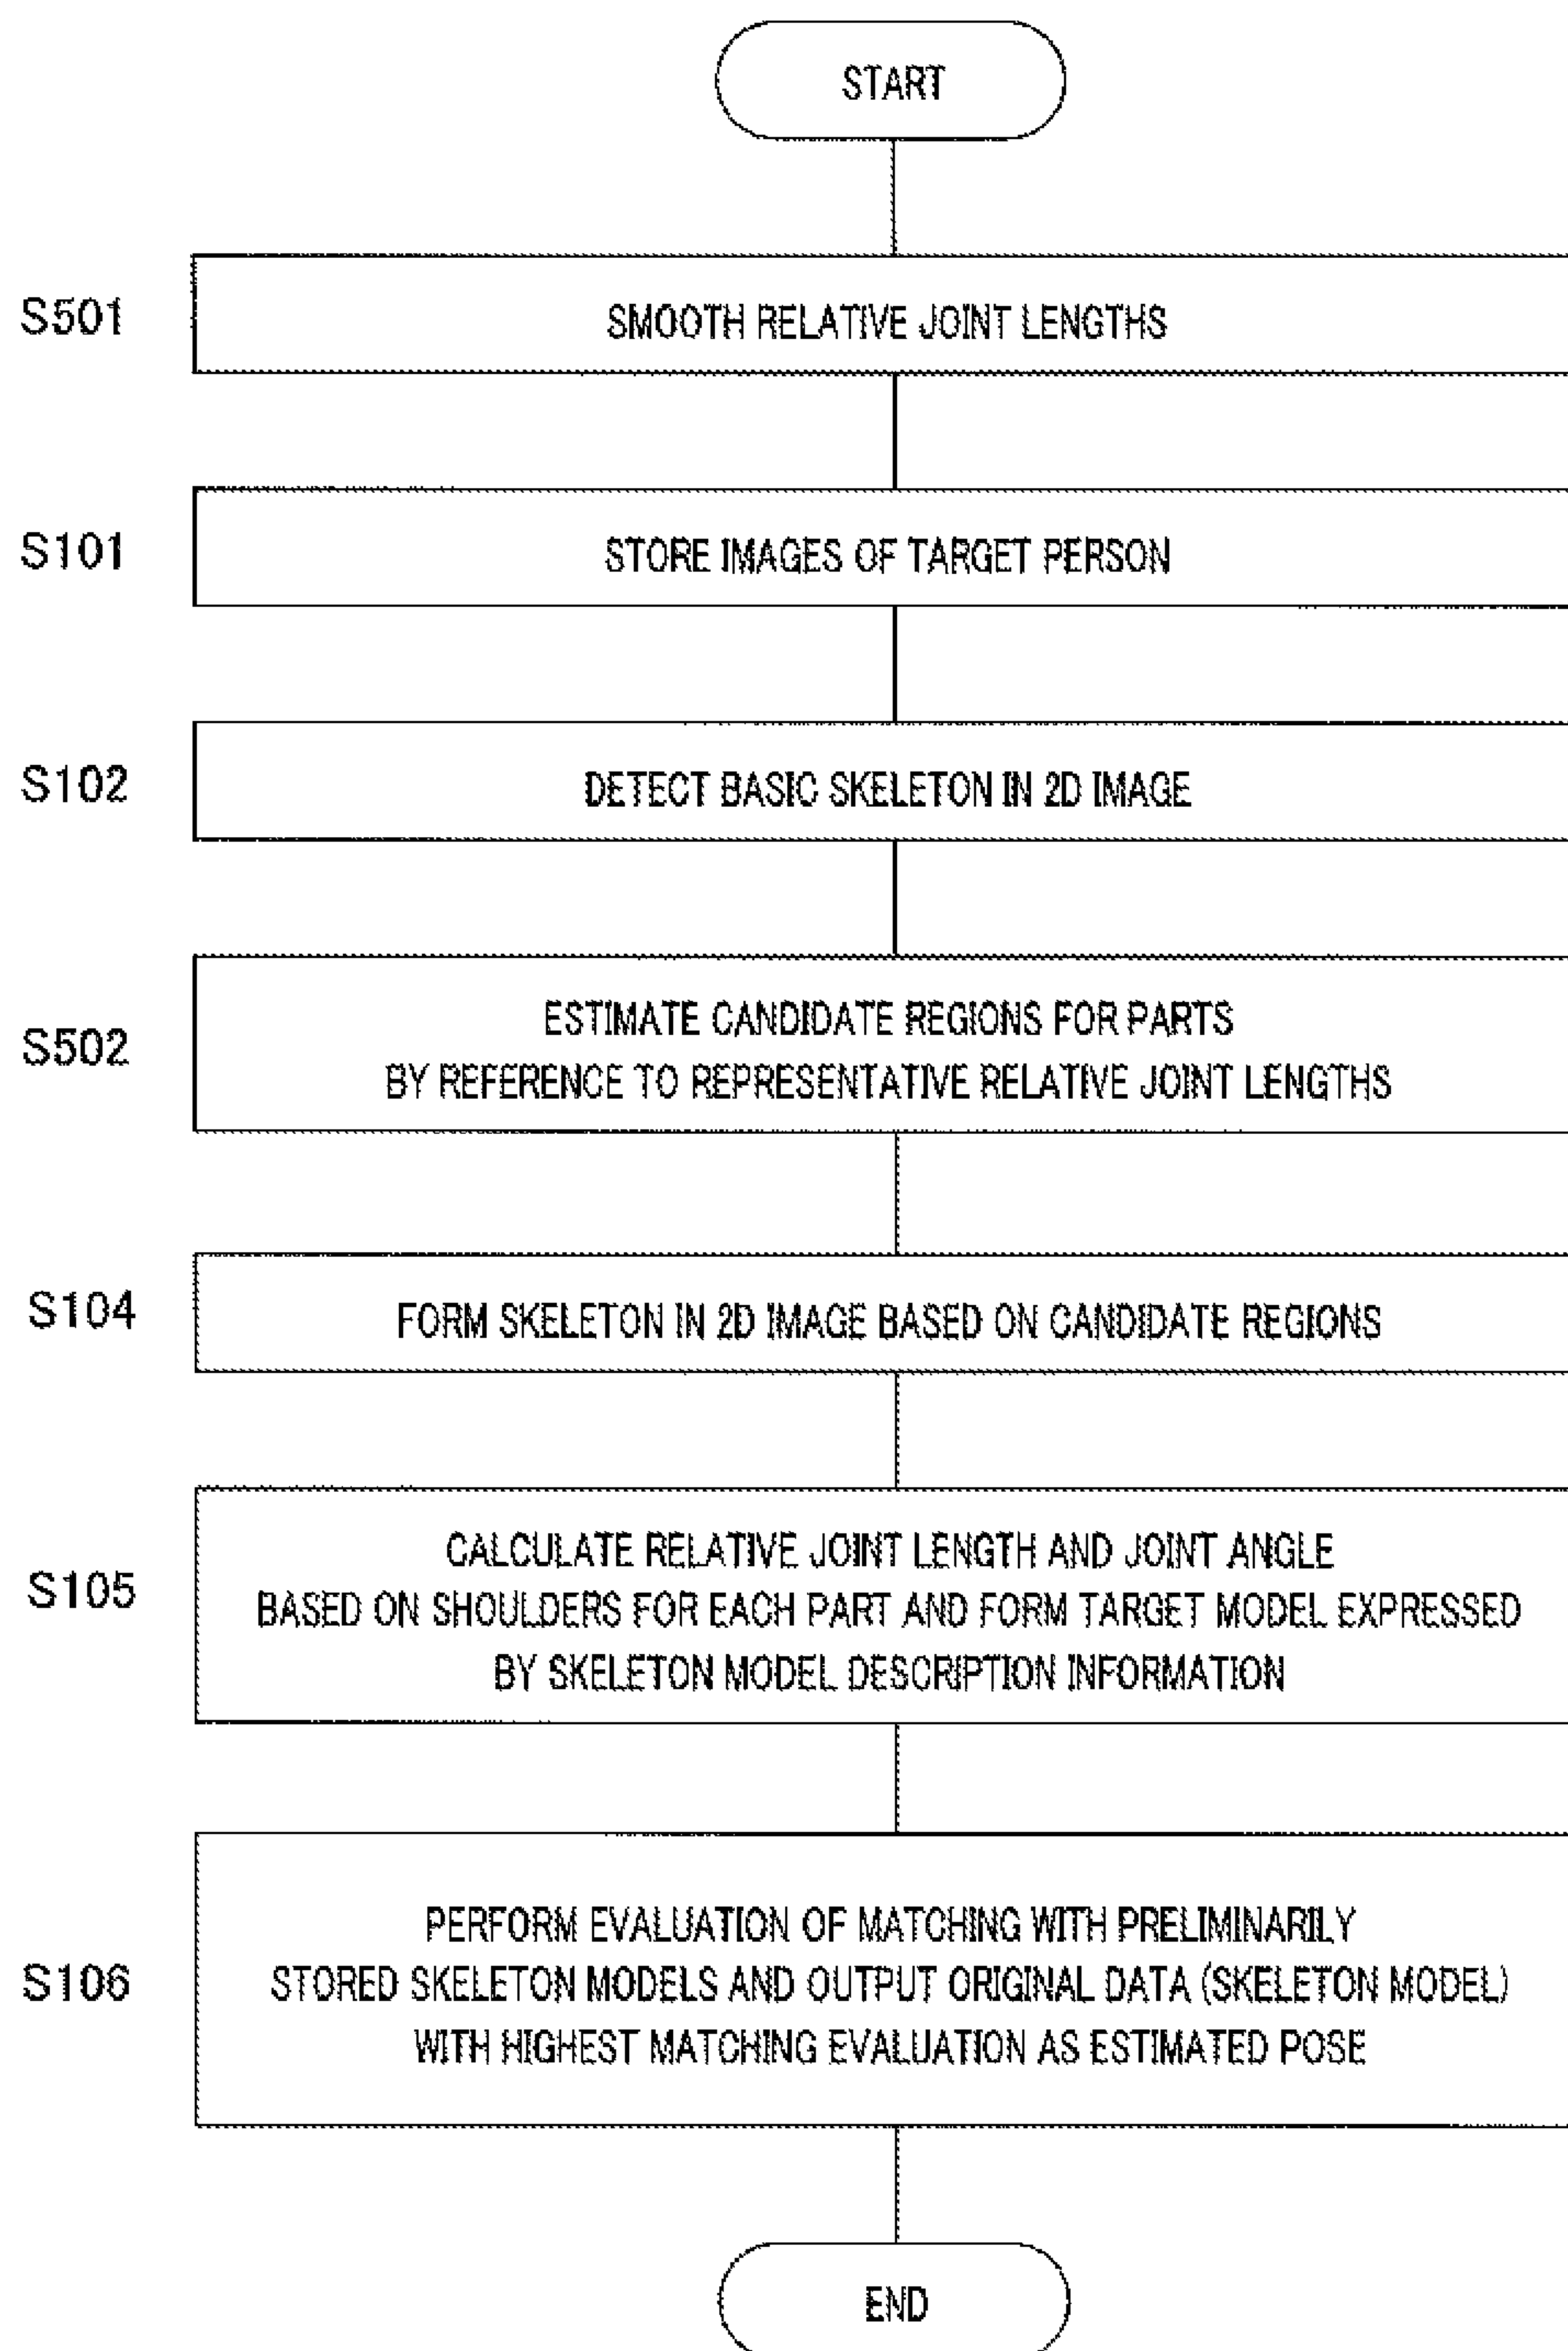 START
S501
SMOOTH RELATIVE JOINT LENGTHS
S101
STORE IMAGES OF TARGET PERSON
S102
DETECT BASIC SKELETON IN 2D IMAGE
S502
ESTIMATE CANDIDATE REGIONS FOR PARTS
BY REFERENCE TO REPRESENTATIVE RELATIVE JOINT LENGTHS
S104
FORM SKELETON IN 2D IMAGE BASED ON CANDIDATE REGIONS
S105
CALCULATE RELATIVE JOINT LENGTH AND JOINT ANGLE
BASED ON SHOULDERS FOR EACH PART AND FORM TARGET MODEL EXPRESSED
BY SKELETON MODEL DESCRIPTION INFORMATION
S106
PERFORM EVALUATION OF MATCHING WITH PRELIMINARILY
STORED SKELETON MODELS AND OUTPUT ORIGINAL DATA (SKELETON MODEL)
WITH HIGHEST MATCHING EVALUATION AS ESTIMATED POSE
END